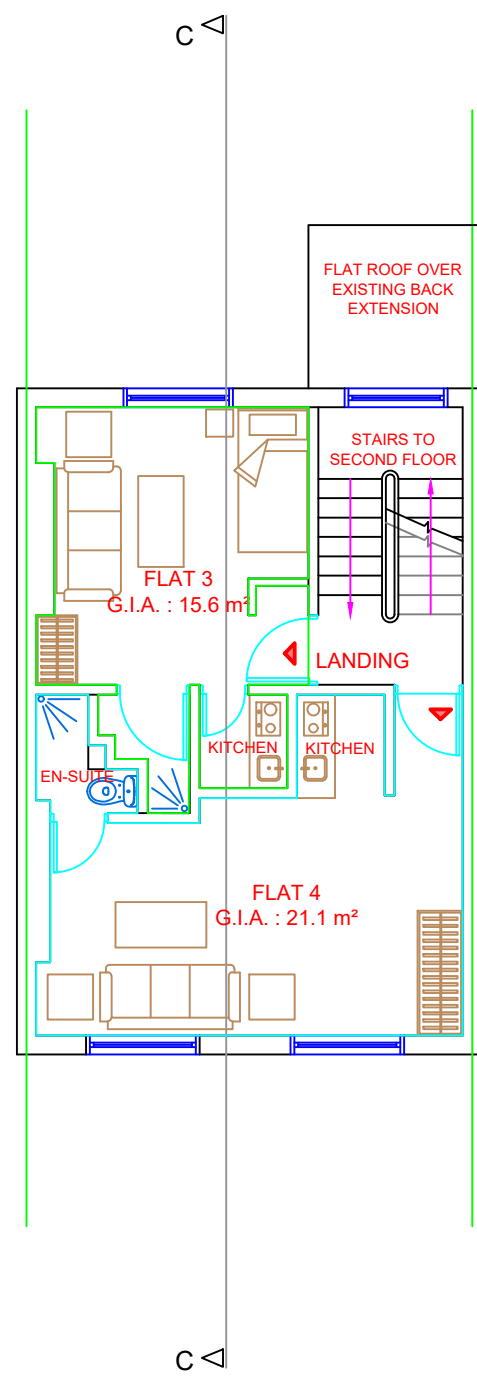 C
FLAT ROOF OVER
EXISTING BACK
EXTENSION
STAIRS TO
SECOND FLOOR
FLAT 3
G.I.A. : 15.6 m²
LANDING
KITCHEN
KITCHEN
EN-SUITE
FLAT 4
G.I.A. : 21.1 m²
C